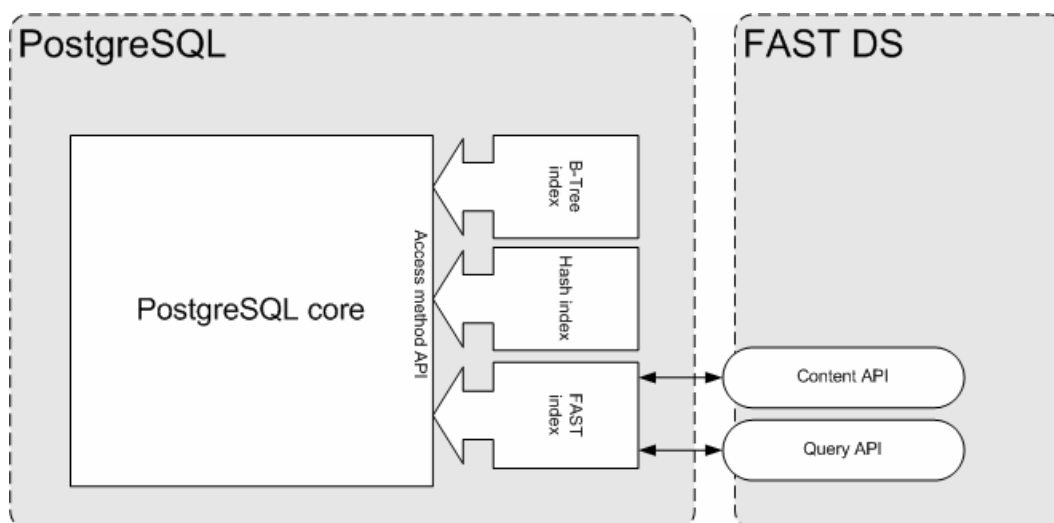 PostgreSQL
FAST DS
B-Tree
index
Access method API
PostgreSQL core
Hash index
FAST
index
Content API
Query API